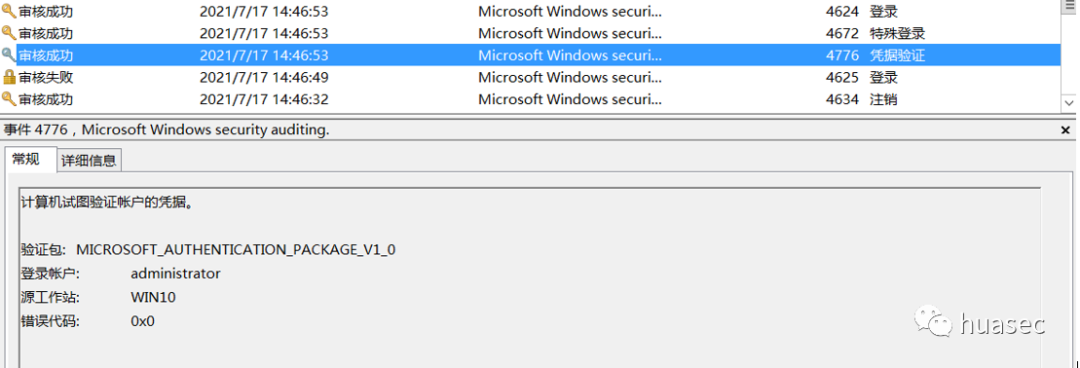 审核成功 2021/7/17 14:46:53 Microsoft Windows securi... 4624 登录
审核成功 2021/7/17 14:46:53 Microsoft Windows securi... 4672 特殊登录
审核成功 2021/7/17 14:46:53 Microsoft Windows securi... 4776 凭据验证
审核失败 2021/7/17 14:46:49 Microsoft Windows securi... 4625 登录
审核成功 2021/7/17 14:46:32 Microsoft Windows securi... 4634 注销
事件 4776，Microsoft Windows security auditing.
常规 详细信息
计算机试图验证帐户的凭据。
验证包: MICROSOFT_AUTHENTICATION_PACKAGE_V1_0
登录帐户: administrator
源工作站: WIN10
错误代码: 0x0
huasec